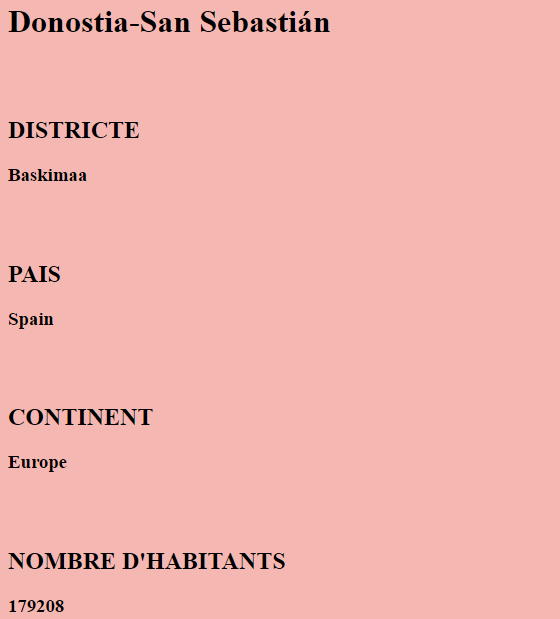 Donostia-San Sebastián
DISTRICTE
Baskimaa
PAIS
Spain
CONTINENT
Europe
NOMBRE D'HABITANTS
179208